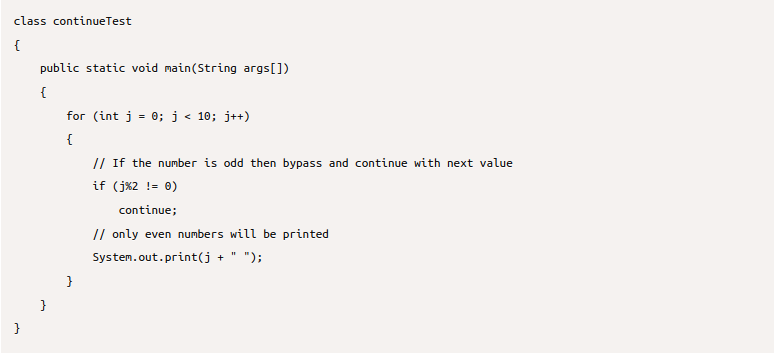 class continueTest
{
    public static void main(String args[])
    {
        for (int j = 0; j < 10; j++)
        {
            // If the number is odd then bypass and continue with next value
            if (j%2 != 0)
                continue;
            // only even numbers will be printed
            System.out.print(j + " ");
        }
    }
}